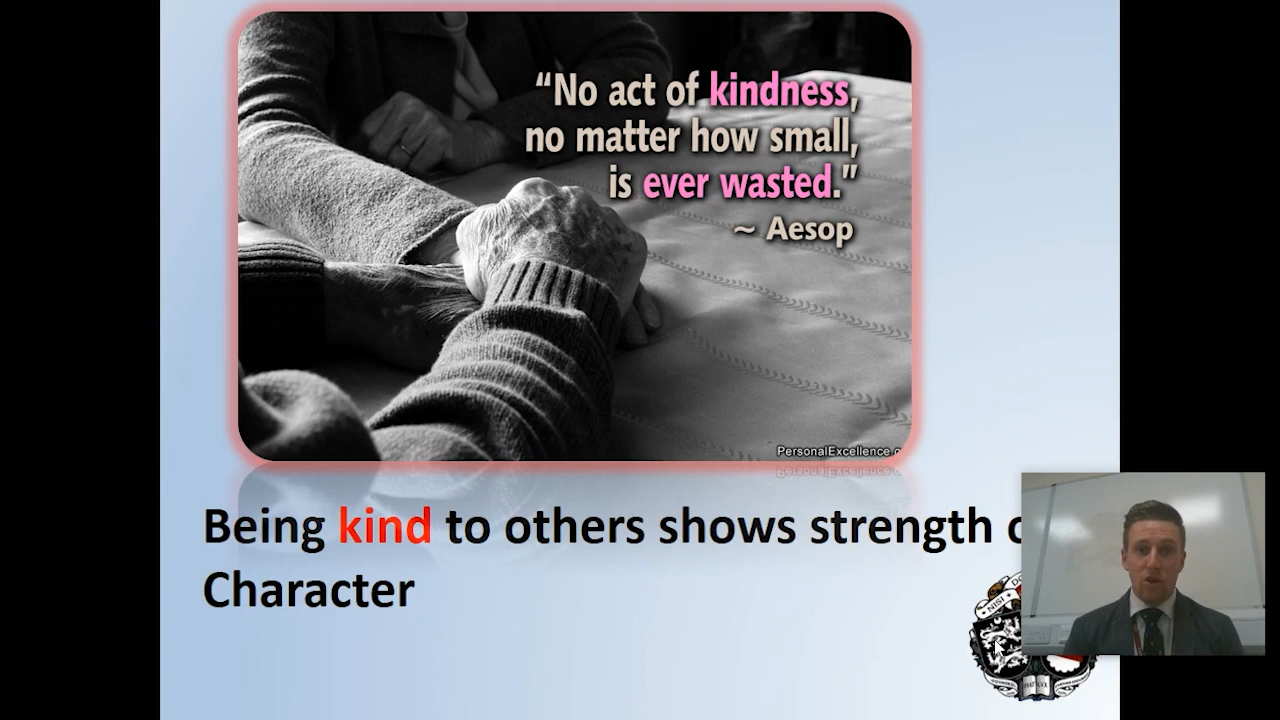 “No act of kindness,
no matter how small,
is ever wasted.”
~ Aesop
PersonalExcellence
Being kind to others shows strength
Character
NISI